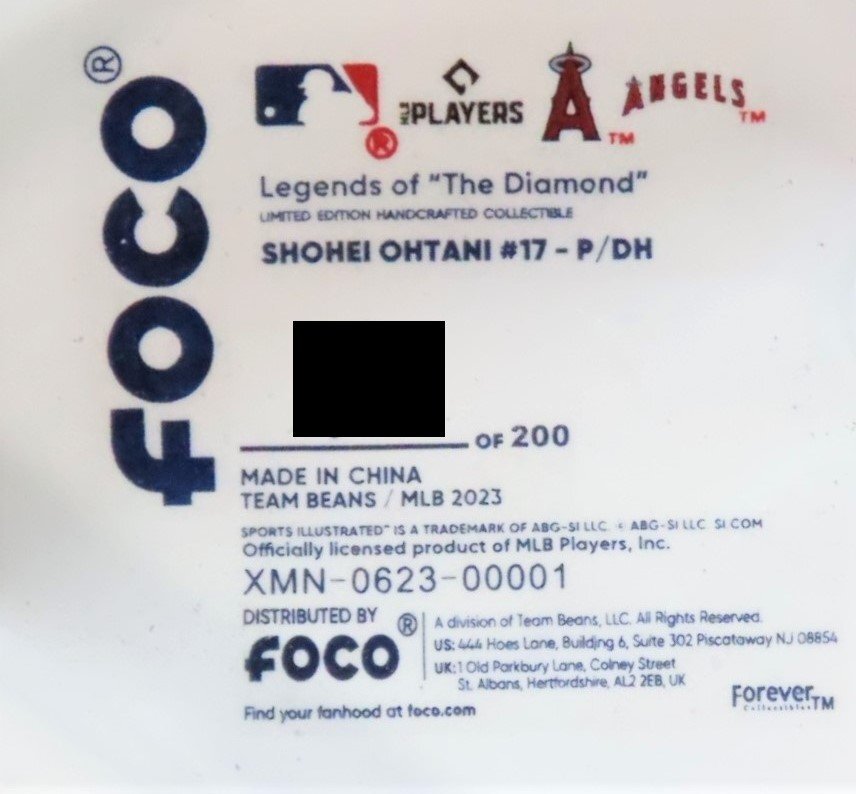 FOCO®
MLB PLAYERS
A™ ANGELS™
®
Legends of "The Diamond"
LIMITED EDITION HANDCRAFTED COLLECTIBLE
SHOHEI OHTANI #17 - P/DH
OF 200
MADE IN CHINA
TEAM BEANS / MLB 2023
SPORTS ILLUSTRATED™ IS A TRADEMARK OF ABG-SI LLC. © ABG-SI LLC. SI.COM
Officially licensed product of MLB Players, Inc.
XMN-0623-00001
DISTRIBUTED BY
FOCO®
A division of Team Beans, LLC. All Rights Reserved.
US: 444 Hoes Lane, Building 6, Suite 302 Piscataway NJ 08854
UK: 1 Old Parkbury Lane, Colney Street
St. Albans, Hertfordshire, AL2 2EB, UK
Find your fanhood at foco.com
Forever™
Collectibles